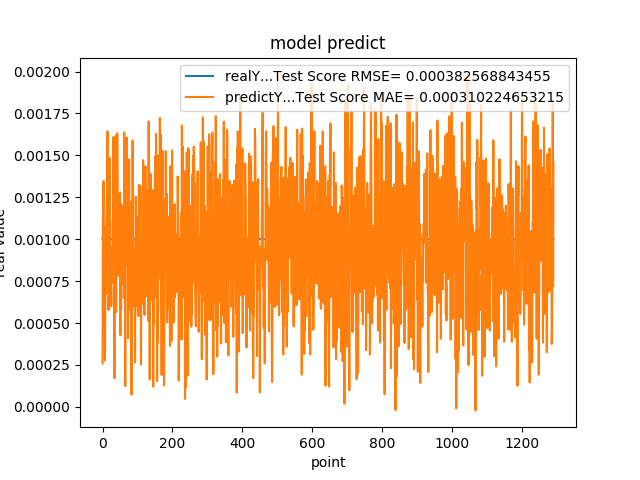 model predict
realY...Test Score RMSE= 0.000382568843455
predictY...Test Score MAE= 0.000310224653215
0.00200
0.00175
0.00150
0.00125
0.00100
0.00075
0.00050
0.00025
0.00000
real value
0 200 400 600 800 1000 1200
point